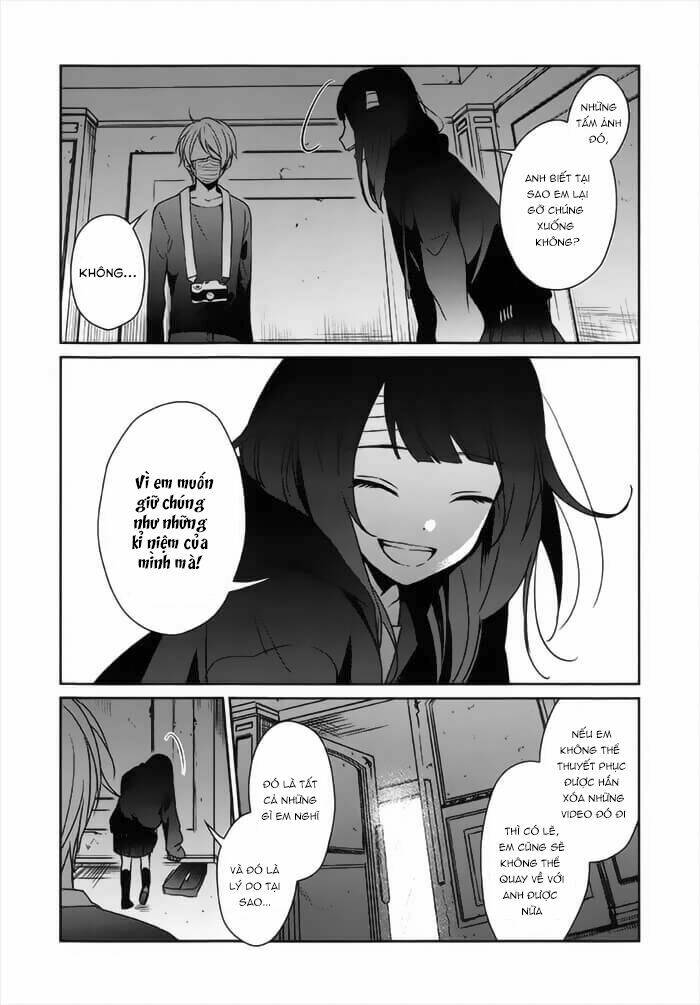 NHỮNG
TẤM ẢNH
ĐÓ,
ANH BIẾT TẠI
SAO EM LẠI
GỠ CHÚNG
XUỐNG
KHÔNG?
KHÔNG...
Vì em muốn
giữ chúng
như những
kỉ niệm của
mình mà!
NẾU EM
KHÔNG THỂ
THUYẾT PHỤC
ĐƯỢC HẮN
XÓA NHỮNG
VIDEO ĐÓ ĐI
THÌ CÓ LẼ,
EM CŨNG SẼ
KHÔNG THỂ
QUAY VỀ VỚI
ANH ĐƯỢC
NỮA
ĐÓ LÀ TẤT
CẢ NHỮNG
GÌ EM NGHĨ
VÀ ĐÓ LÀ
LÝ DO TẠI
SAO...